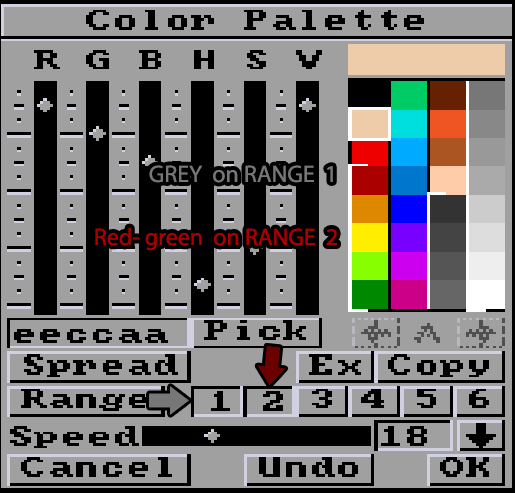 Color Palette
R G B H S V
GREY on RANGE 1
Red- green on RANGE 2
eeccaa Pick
Spread Ex Copy
Range 1 2 3 4 5 6
Speed 18
Cancel Undo OK